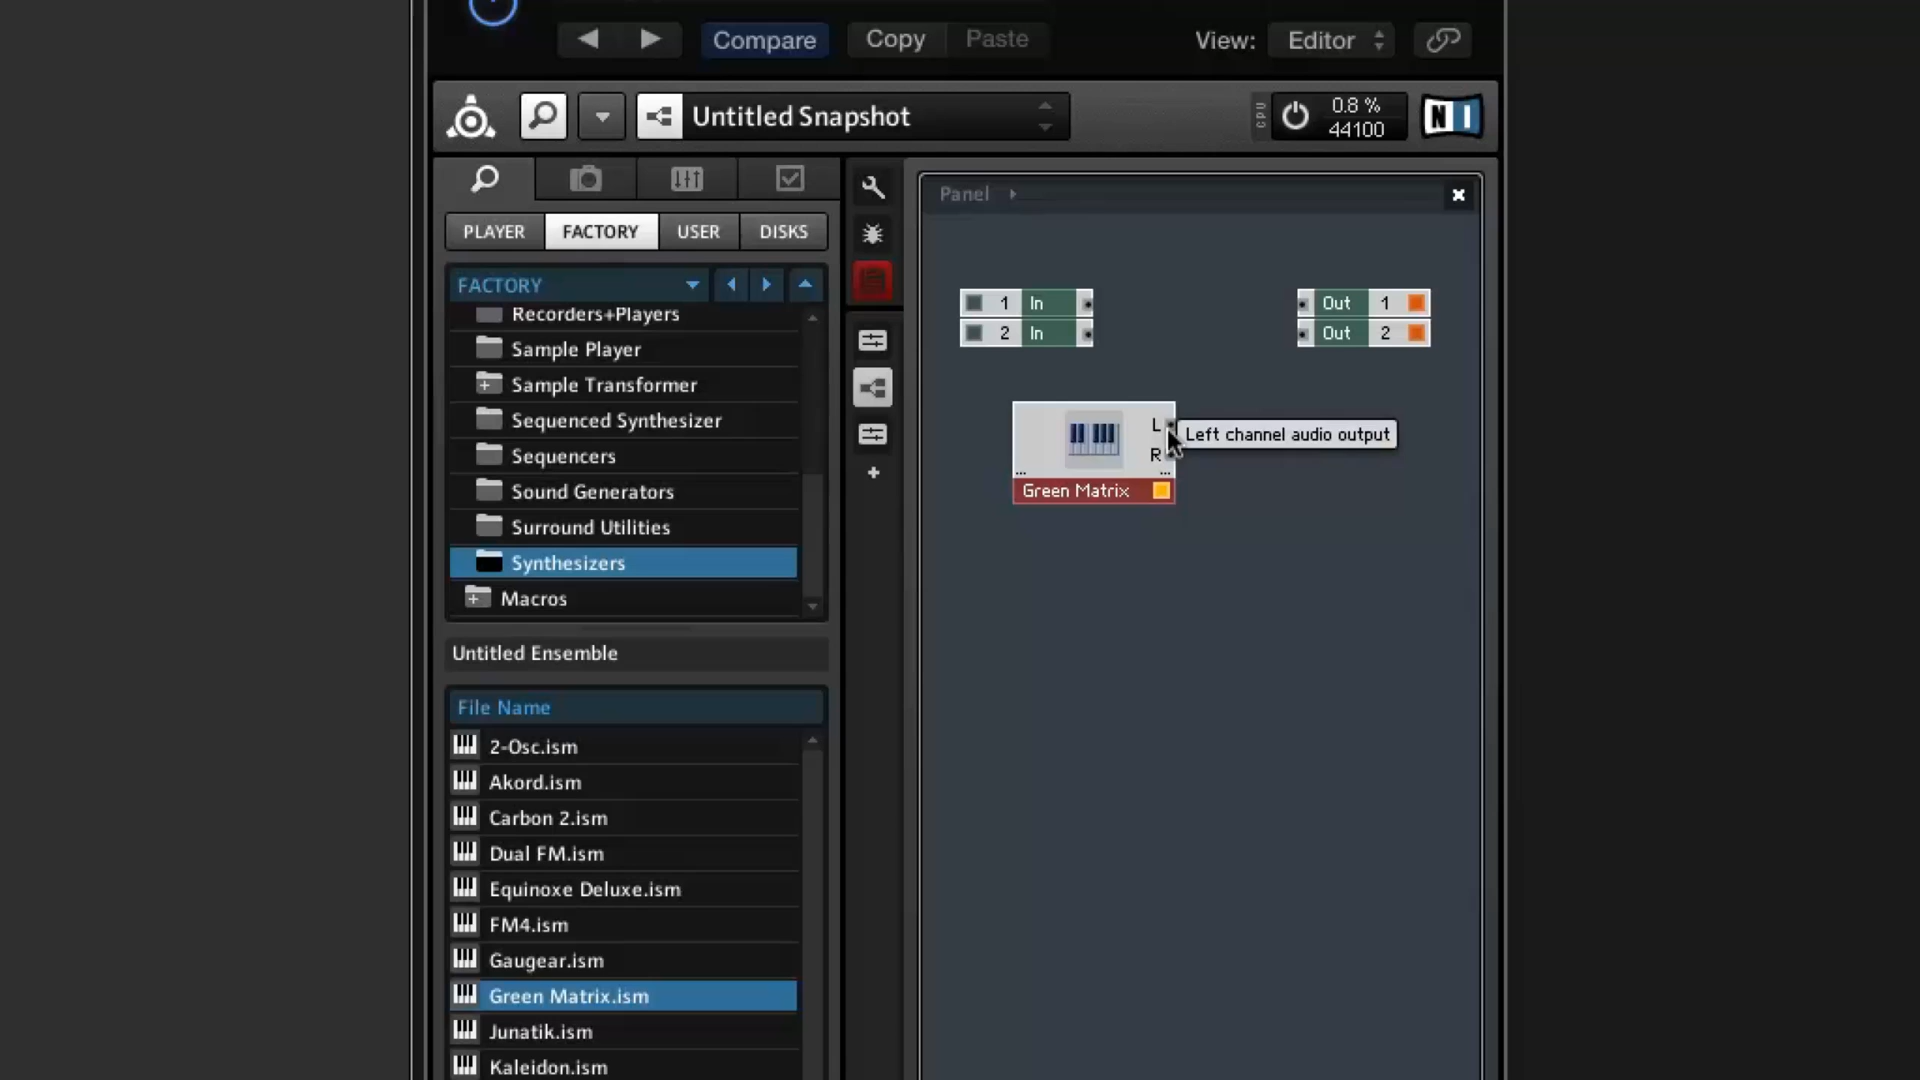 Compare
Copy
Paste
View:
Editor
Untitled Snapshot
CPU
0.8 %
44100
NI
PLAYER
FACTORY
USER
DISKS
FACTORY
Recorders+Players
Sample Player
Sample Transformer
Sequenced Synthesizer
Sequencers
Sound Generators
Surround Utilities
Synthesizers
Macros
Untitled Ensemble
File Name
2-Osc.ism
Akord.ism
Carbon 2.ism
Dual FM.ism
Equinoxe Deluxe.ism
FM4.ism
Gaugear.ism
Green Matrix.ism
Junatik.ism
Kaleidon.ism
Panel
1 In
2 In
Out 1
Out 2
L
R
... ...
Green Matrix
Left channel audio output